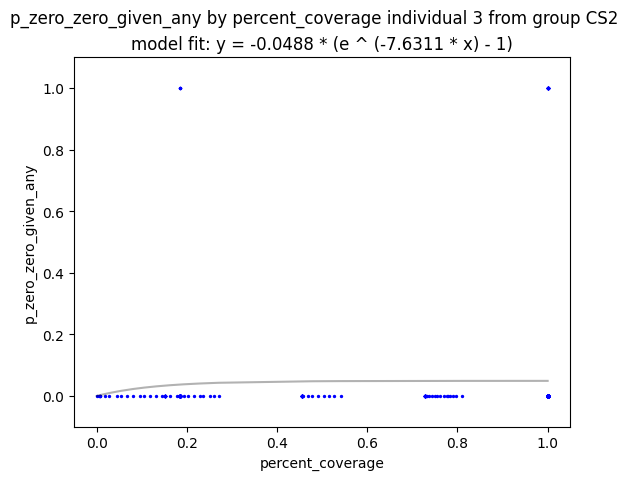 p_zero_zero_given_any by percent_coverage individual 3 from group CS2
model fit: y = -0.0488 * (e ^ (-7.6311 * x) - 1)
1.0
0.8
0.6
0.4
0.2
0.0
p_zero_zero_given_any
0.0 0.2 0.4 0.6 0.8 1.0
percent_coverage